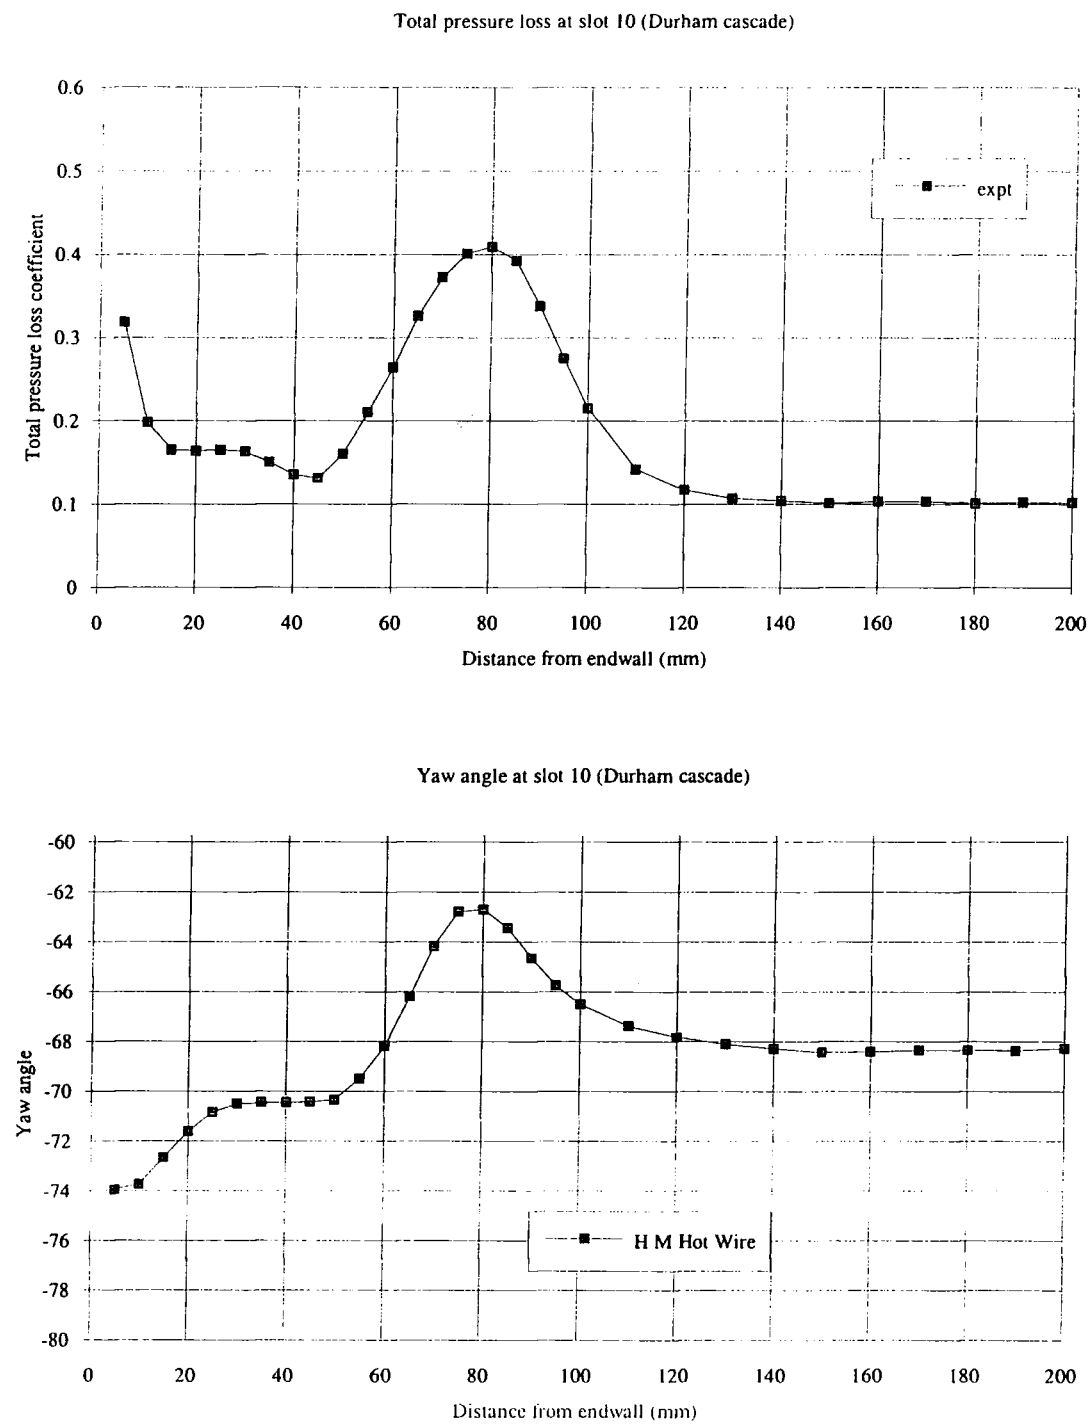 Total pressure loss at slot 10 (Durham cascade)
0.6
0.5
0.4
0.3
0.2
0.1
0
Total pressure loss coefficient
expt
0 20 40 60 80 100 120 140 160 180 200
Distance from endwall (mm)
Yaw angle at slot 10 (Durham cascade)
-60
-62
-64
-66
-68
-70
-72
-74
-76
-78
-80
Yaw angle
H M Hot Wire
0 20 40 60 80 100 120 140 160 180 200
Distance from endwall (mm)